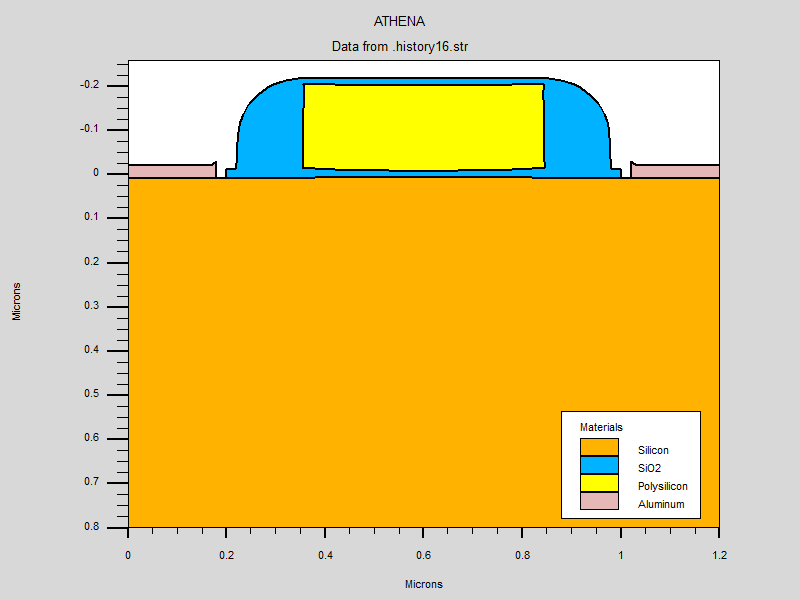 ATHENA
Data from .history16.str
Microns
-0.2
-0.1
0
0.1
0.2
0.3
0.4
0.5
0.6
0.7
0.8
Materials
Silicon
SiO2
Polysilicon
Aluminum
0 0.2 0.4 0.6 0.8 1 1.2
Microns